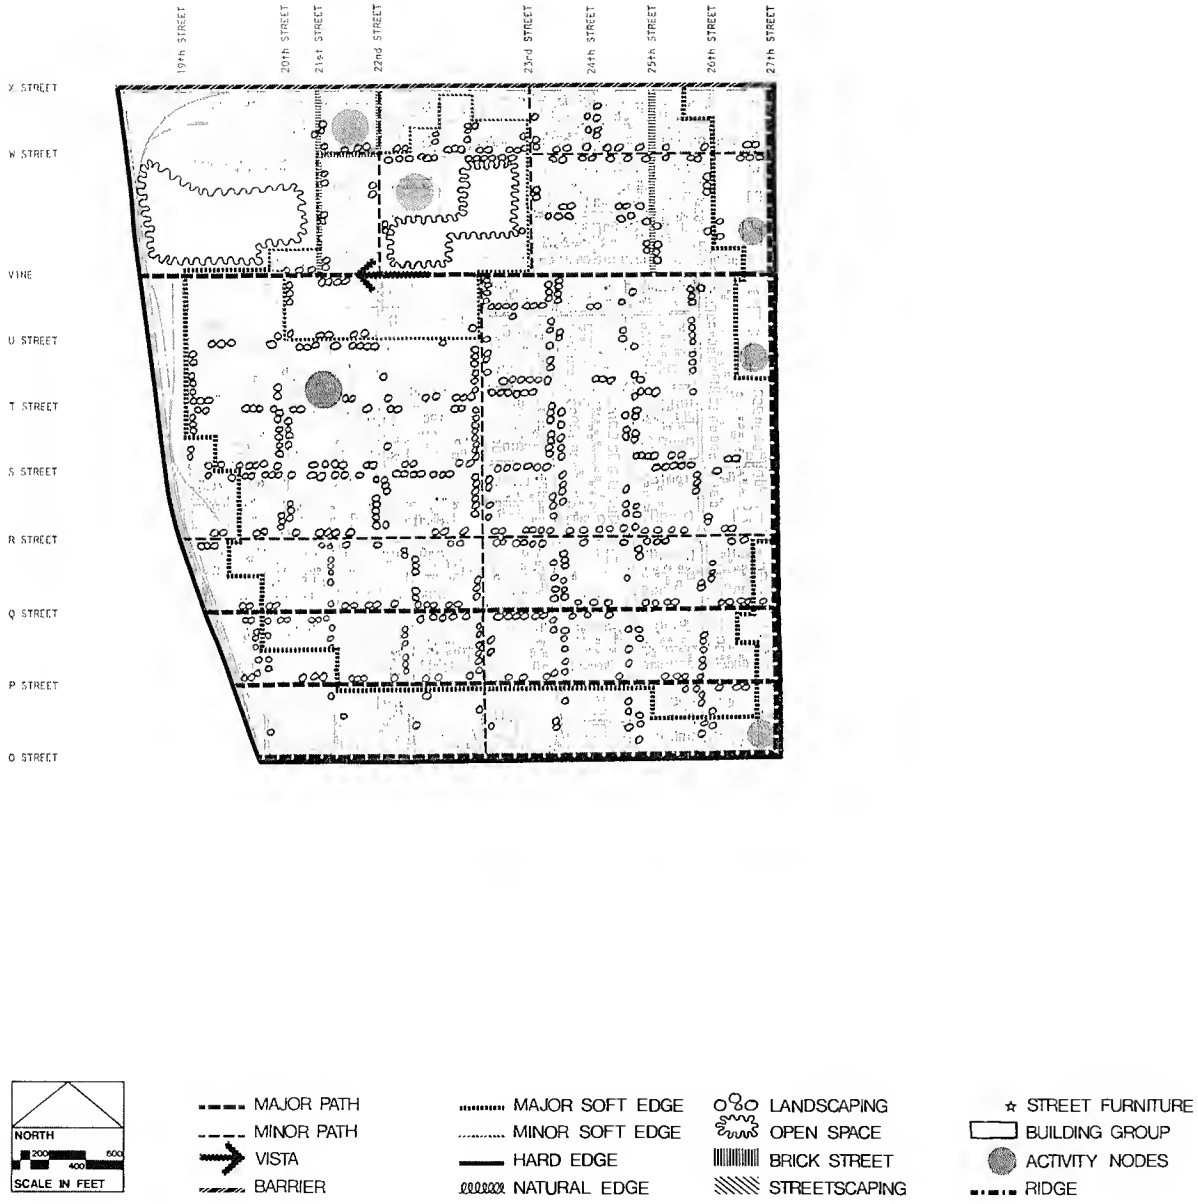 19th STREET
20th STREET
21st STREET
22nd STREET
23rd STREET
24th STREET
25th STREET
26th STREET
27th STREET
X STREET
W STREET
VINE
U STREET
T STREET
S STREET
R STREET
Q STREET
P STREET
O STREET
NORTH
200 600
400
SCALE IN FEET
MAJOR PATH
MINOR PATH
VISTA
BARRIER
MAJOR SOFT EDGE
MINOR SOFT EDGE
HARD EDGE
NATURAL EDGE
LANDSCAPING
OPEN SPACE
BRICK STREET
STREETSCAPING
STREET FURNITURE
BUILDING GROUP
ACTIVITY NODES
RIDGE